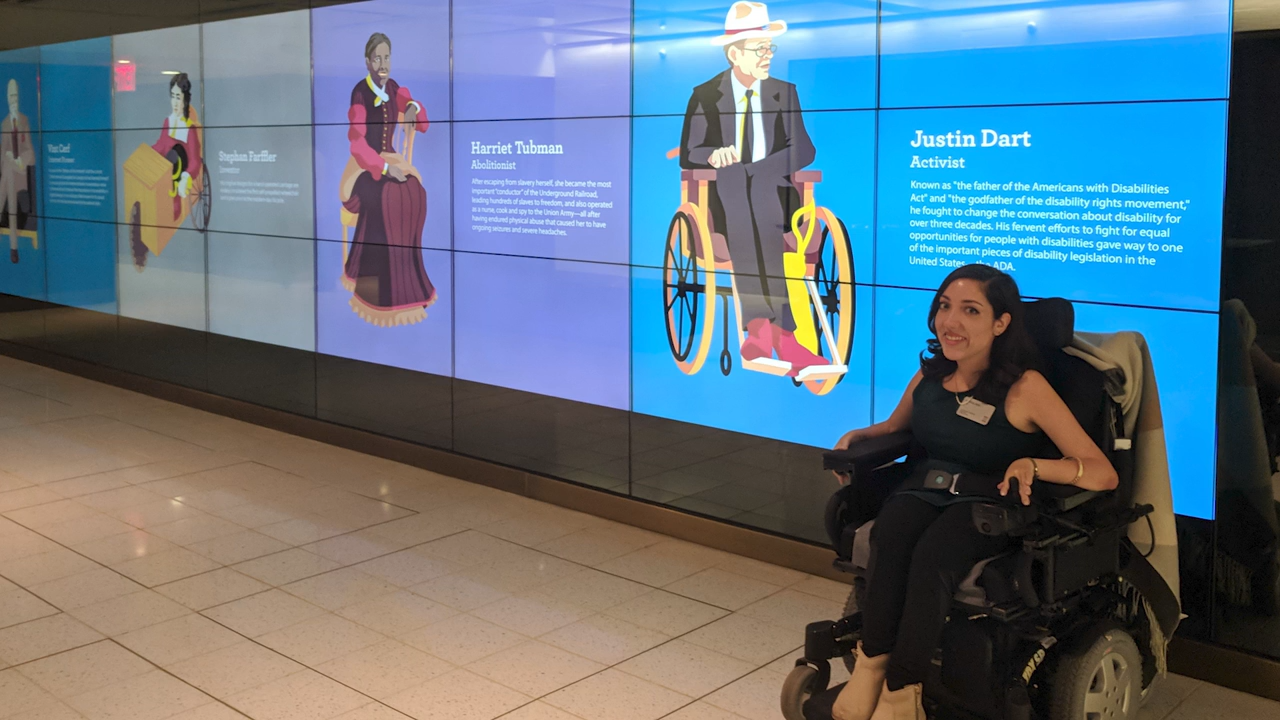 Vint Cerf
Internet Pioneer
Stephan Farffler
Inventor
Harriet Tubman
Abolitionist
After escaping from slavery herself, she became the most
important "conductor" of the Underground Railroad,
leading hundreds of slaves to freedom, and also operated
as a nurse, cook and spy to the Union Army—all after
having endured physical abuse that caused her to have
ongoing seizures and severe headaches.
Justin Dart
Activist
Known as "the father of the Americans with Disabilities
Act" and "the godfather of the disability rights movement,"
he fought to change the conversation about disability for
over three decades. His fervent efforts to fight for equal
opportunities for people with disabilities gave way to one
of the important pieces of disability legislation in the
United States—the ADA.